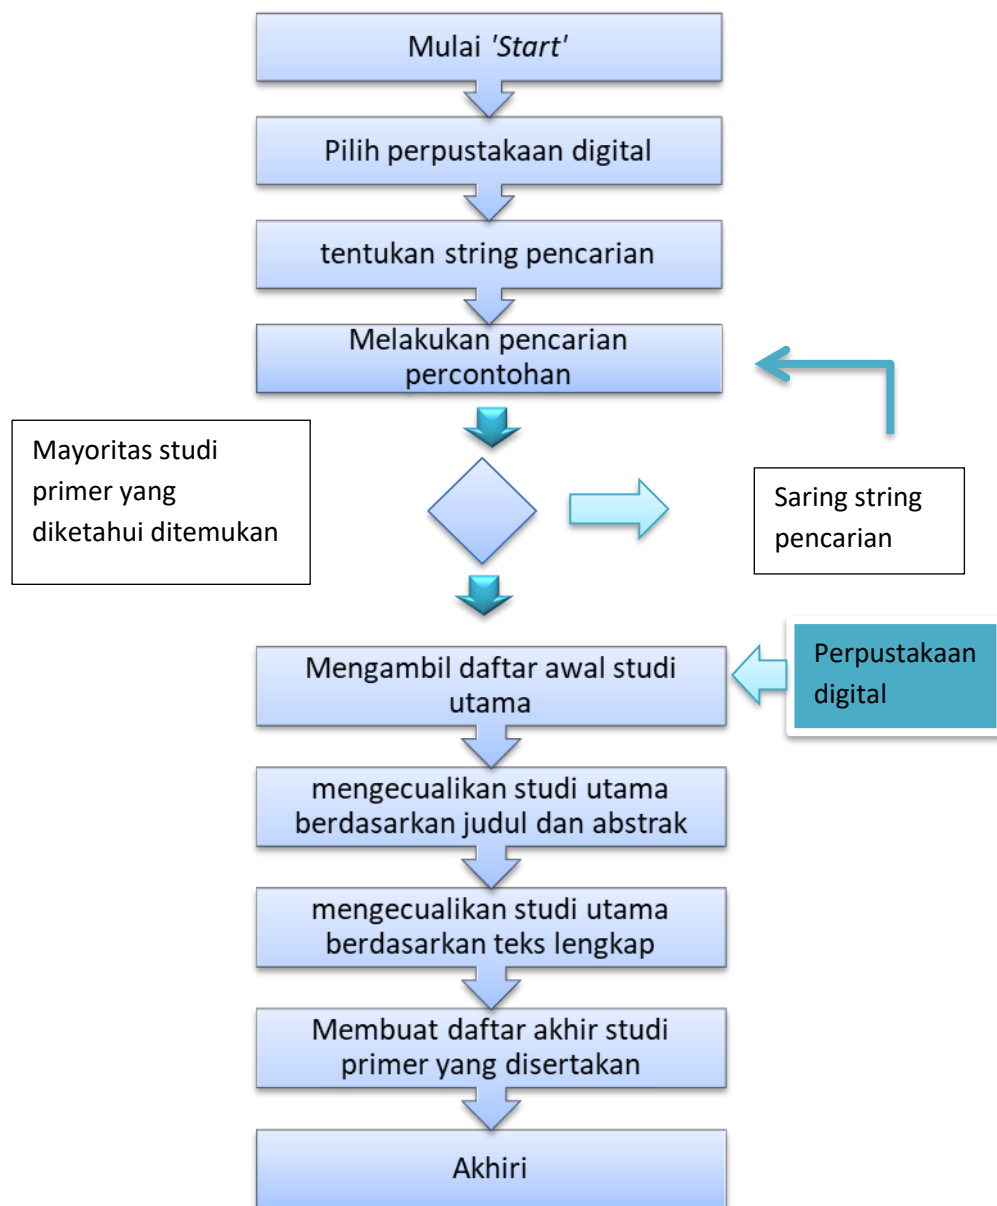 Mulai 'Start'
Pilih perpustakaan digital
tentukan string pencarian
Melakukan pencarian
percontohan
Mayoritas studi
primer yang
diketahui ditemukan
Saring string
pencarian
Mengambil daftar awal studi
utama
Perpustakaan
digital
mengecualikan studi utama
berdasarkan judul dan abstrak
mengecualikan studi utama
berdasarkan teks lengkap
Membuat daftar akhir studi
primer yang disertakan
Akhiri